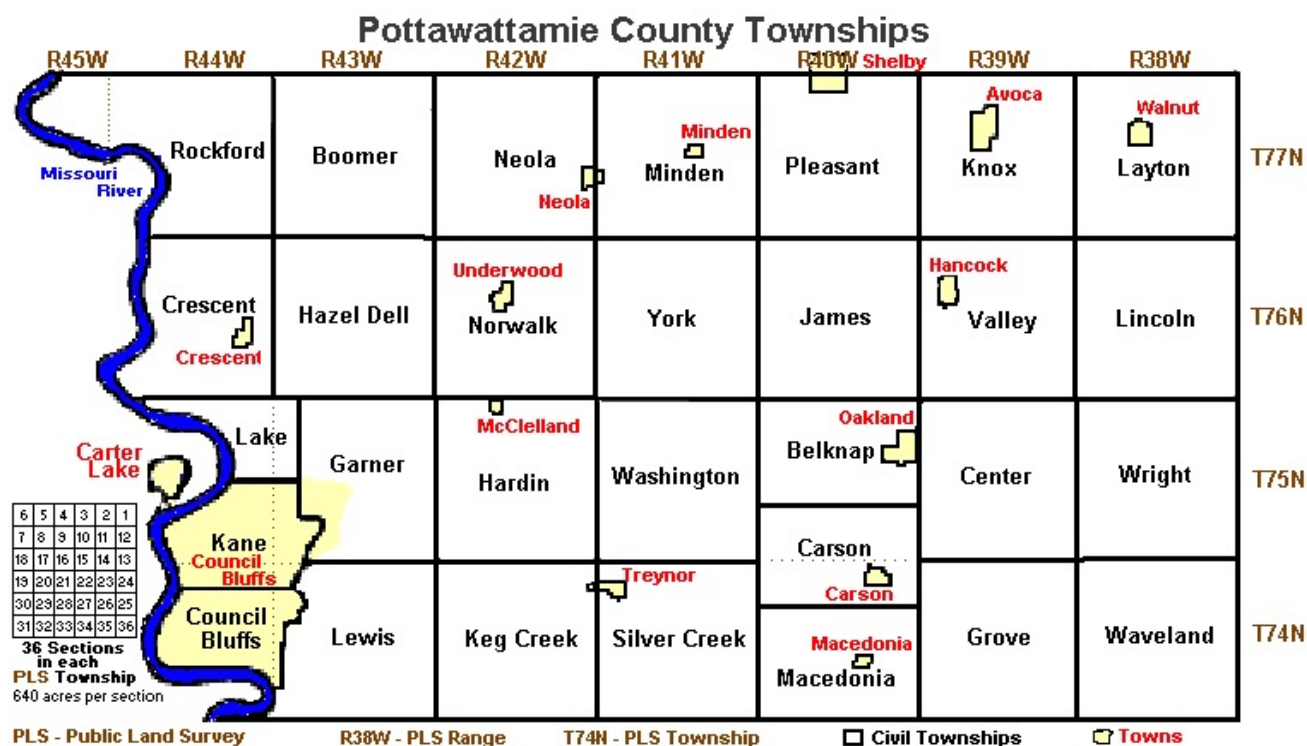 Pottawattamie County Townships
R45W R44W R43W R42W R41W R40W Shelby R39W R38W
Avoca Walnut
Rockford Boomer Neola Minden Pleasant Knox Layton T77N
Missouri
River
Neola Minden
Underwood Hancock
Crescent Hazel Dell Norwalk York James Valley Lincoln T76N
Crescent
McClelland Oakland
Lake Garner Hardin Washington Belknap Center Wright T75N
Carter
Lake
6 5 4 3 2 1
7 8 9 10 11 12
18 17 16 15 14 13
19 20 21 22 23 24
30 29 28 27 26 25
31 32 33 34 35 36
36 Sections
in each
PLS Township
640 acres per section
Kane
Council
Bluffs
Carson
Carson
Treynor
Council
Bluffs
Lewis Keg Creek Silver Creek Grove Waveland T74N
Macedonia
Macedonia
PLS - Public Land Survey R38W - PLS Range T74N - PLS Township Civil Townships Towns